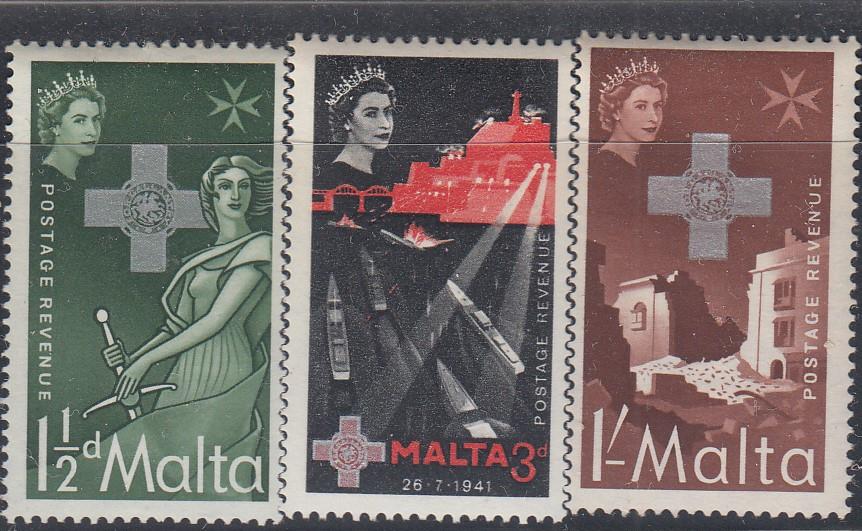 POSTAGE REVENUE
1½d Malta
POSTAGE REVENUE
MALTA 3d
26·7·1941
POSTAGE REVENUE
1/- Malta